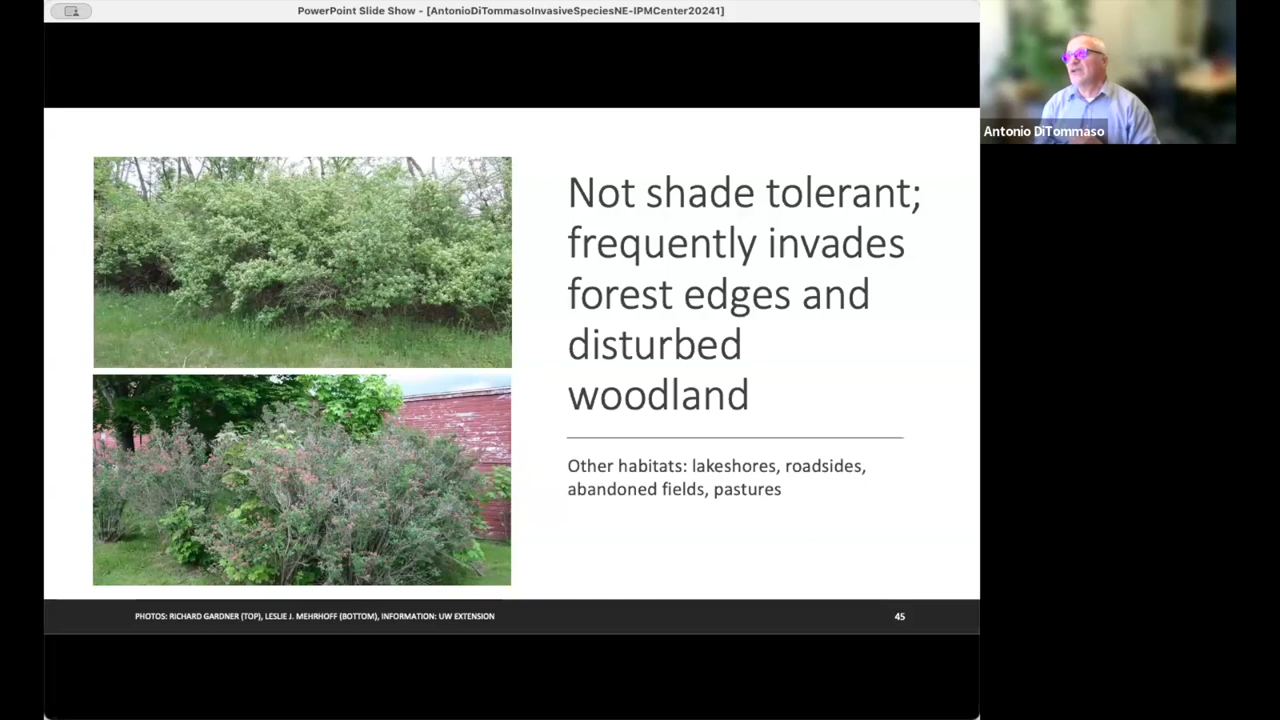 PowerPoint Slide Show - [AntonioDiTommasoInvasiveSpeciesNE-IPMCenter20241]
Antonio DiTommaso
Not shade tolerant;
frequently invades
forest edges and
disturbed
woodland
Other habitats: lakeshores, roadsides,
abandoned fields, pastures
PHOTOS: RICHARD GARDNER (TOP), LESLIE J. MEHRHOFF (BOTTOM), INFORMATION: UW EXTENSION
45